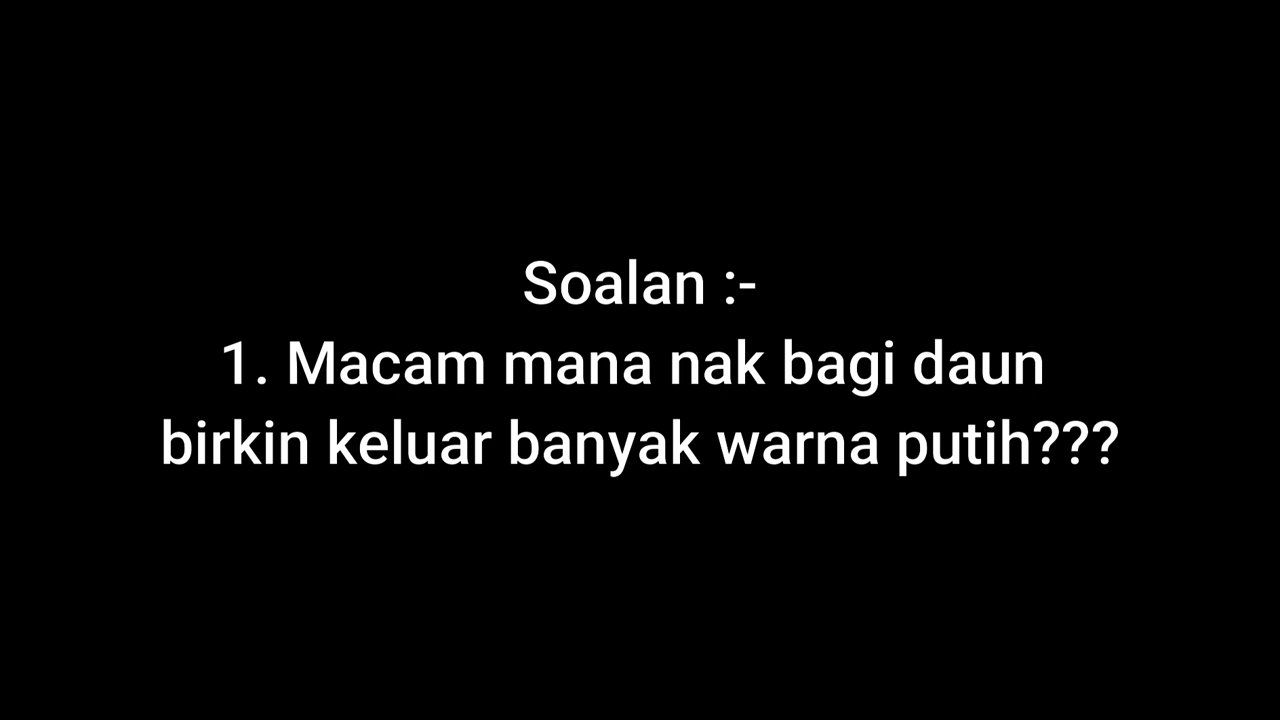 Soalan :-
1. Macam mana nak bagi daun
birkin keluar banyak warna putih???